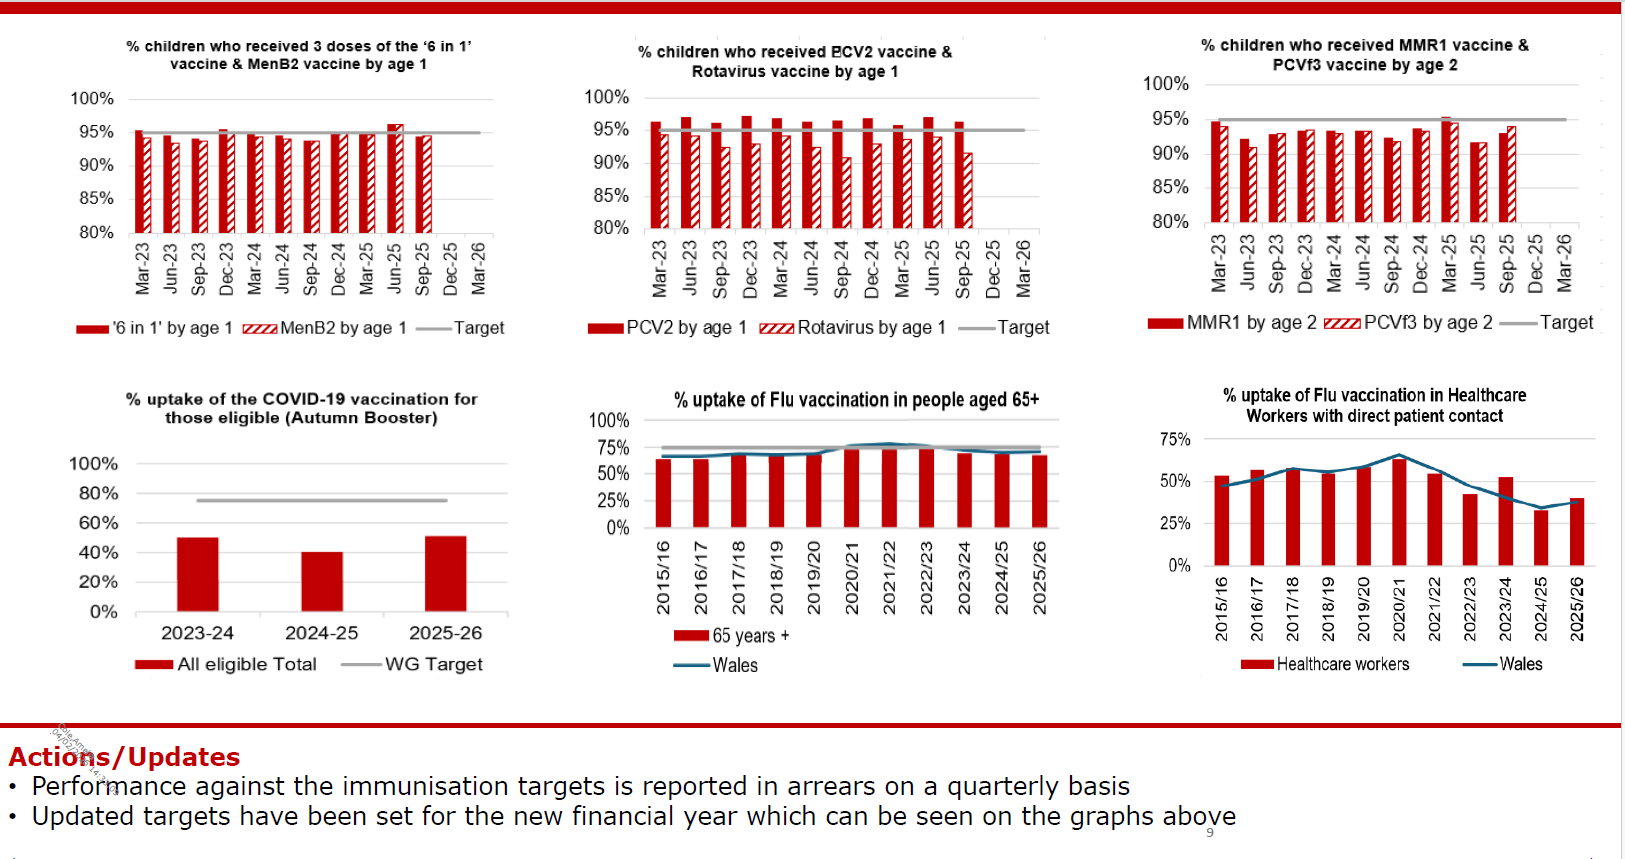 % children who received 3 doses of the ‘6 in 1’
vaccine & MenB2 vaccine by age 1
100%
95%
90%
85%
80%
Mar-23
Jun-23
Sep-23
Dec-23
Mar-24
Jun-24
Sep-24
Dec-24
Mar-25
Jun-25
Sep-25
Dec-25
Mar-26
'6 in 1' by age 1 MenB2 by age 1 Target
% children who received PCV2 vaccine &
Rotavirus vaccine by age 1
100%
95%
90%
85%
80%
Mar-23
Jun-23
Sep-23
Dec-23
Mar-24
Jun-24
Sep-24
Dec-24
Mar-25
Jun-25
Sep-25
Dec-25
Mar-26
PCV2 by age 1 Rotavirus by age 1 Target
% children who received MMR1 vaccine &
PCVf3 vaccine by age 2
100%
95%
90%
85%
80%
Mar-23
Jun-23
Sep-23
Dec-23
Mar-24
Jun-24
Sep-24
Dec-24
Mar-25
Jun-25
Sep-25
Dec-25
Mar-26
MMR1 by age 2 PCVf3 by age 2 Target
% uptake of the COVID-19 vaccination for
those eligible (Autumn Booster)
100%
80%
60%
40%
20%
0%
2023-24 2024-25 2025-26
All eligible Total WG Target
% uptake of Flu vaccination in people aged 65+
100%
75%
50%
25%
0%
2015/16
2016/17
2017/18
2018/19
2019/20
2020/21
2021/22
2022/23
2023/24
2024/25
2025/26
65 years +
Wales
% uptake of Flu vaccination in Healthcare
Workers with direct patient contact
75%
50%
25%
0%
2015/16
2016/17
2017/18
2018/19
2019/20
2020/21
2021/22
2022/23
2023/24
2024/25
2025/26
Healthcare workers Wales
Actions/Updates
• Performance against the immunisation targets is reported in arrears on a quarterly basis
• Updated targets have been set for the new financial year which can be seen on the graphs above
9